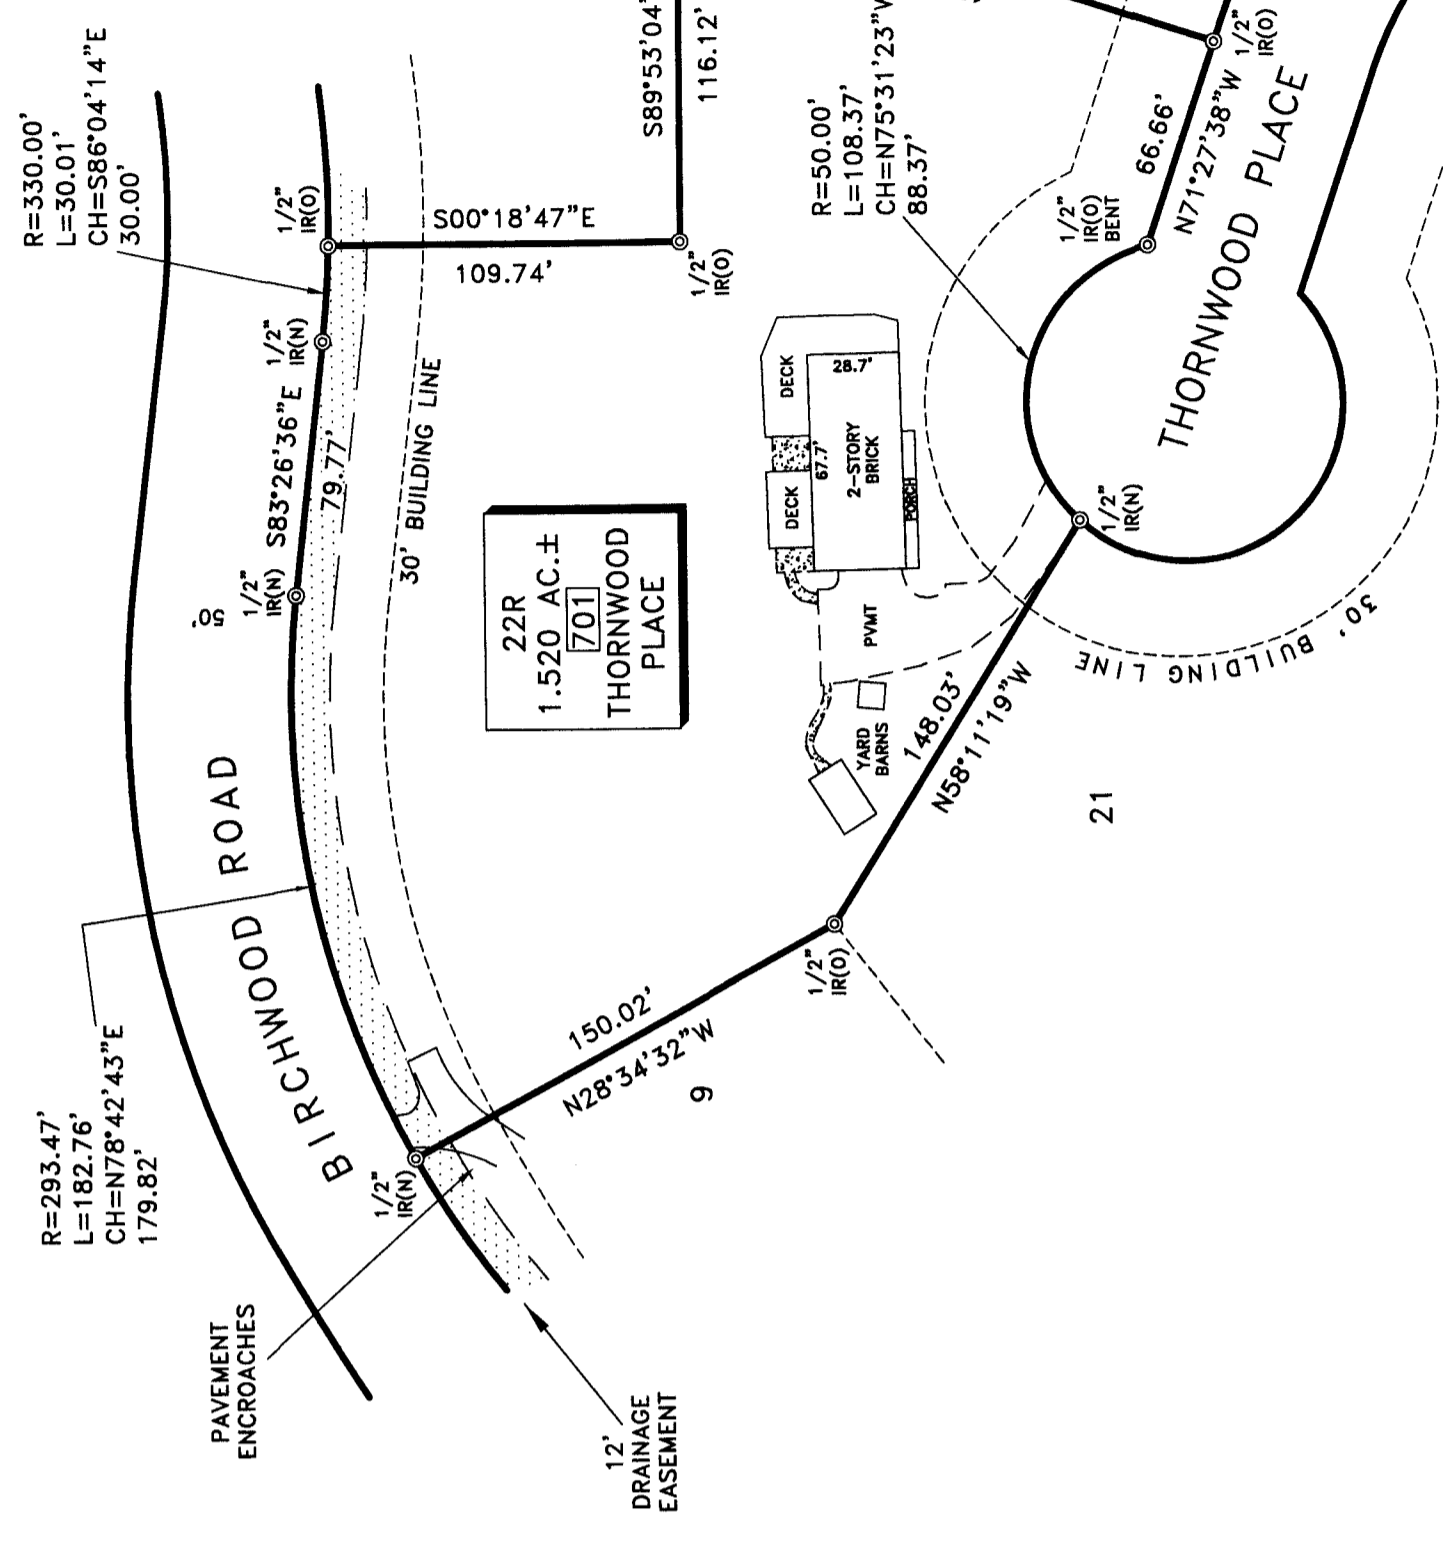 R=330.00'
L=30.01'
CH=S86°04'14"E
30.00'
1/2"
IR(O)
S00°18'47"E
109.74'
1/2"
IR(O)
S89°53'04'
116.12'
1/2"
IR(N)
S83°26'36"E
79.77'
1/2"
IR(N)
50'
30' BUILDING LINE
22R
1.520 AC.±
701
THORNWOOD
PLACE
BIRCHWOOD ROAD
R=293.47'
L=182.76'
CH=N78°42'43"E
179.82'
1/2"
IR(N)
PAVEMENT
ENCROACHES
12'
DRAINAGE
EASEMENT
150.02'
N28°34'32"W
9
1/2"
IR(O)
148.03'
N58°11'19"W
21
YARD
BARNS
PVMT
DECK
DECK
28.7'
67.7'
2-STORY
BRICK
PORCH
R=50.00'
L=108.37'
CH=N75°31'23"W
88.37'
1/2"
IR(N)
1/2"
IR(O)
BENT
66.66'
N71°27'38"W
1/2"
IR(O)
THORNWOOD PLACE
30' BUILDING LINE